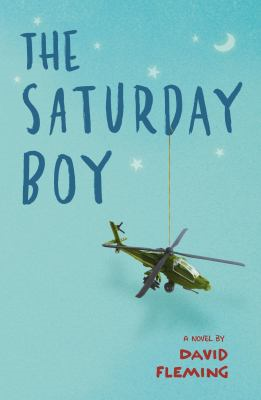 THE
SATURDAY
BOY
A NOVEL BY
DAVID
FLEMING